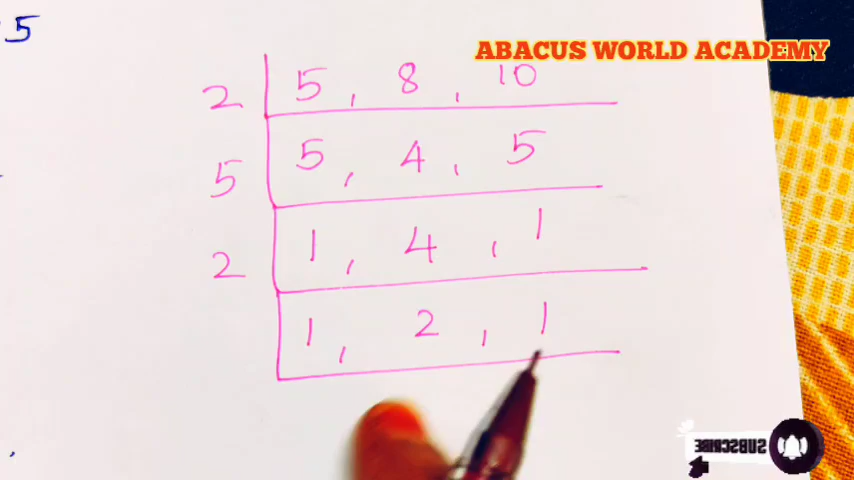 5
ABACUS WORLD ACADEMY
2 5 , 8 , 10
5 5 , 4 , 5
2 1 , 4 , 1
1 , 2 , 1
SUBSCRIBE